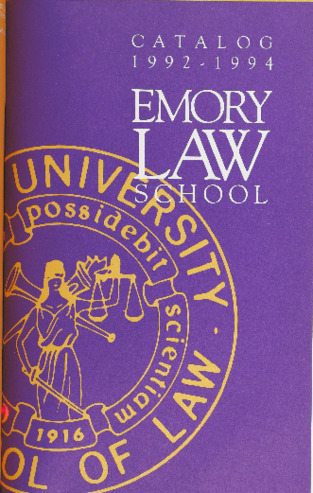 CATALOG
1992-1994
EMORY
LAW
SCHOOL
UNIVERSITY
possidebit
scientiam
1916
OL OF LAW